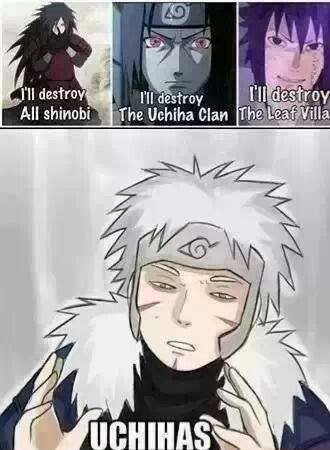 I'll destroy
All shinobi
I'll destroy
The Uchiha Clan
I'll destroy
The Leaf Villa
UCHIHAS